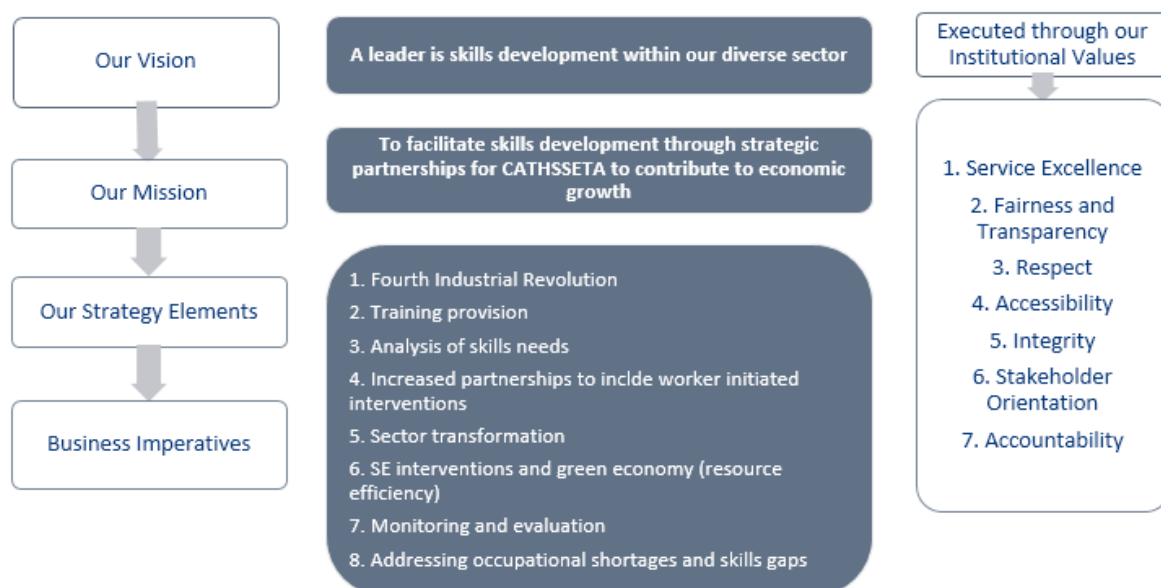 Our Vision
Our Mission
Our Strategy Elements
Business Imperatives
A leader is skills development within our diverse sector
To facilitate skills development through strategic
partnerships for CATHSSETA to contribute to economic
growth
1. Fourth Industrial Revolution
2. Training provision
3. Analysis of skills needs
4. Increased partnerships to inclde worker initiated
interventions
5. Sector transformation
6. SE interventions and green economy (resource
efficiency)
7. Monitoring and evaluation
8. Addressing occupational shortages and skills gaps
Executed through our
Institutional Values
1. Service Excellence
2. Fairness and
Transparency
3. Respect
4. Accessibility
5. Integrity
6. Stakeholder
Orientation
7. Accountability